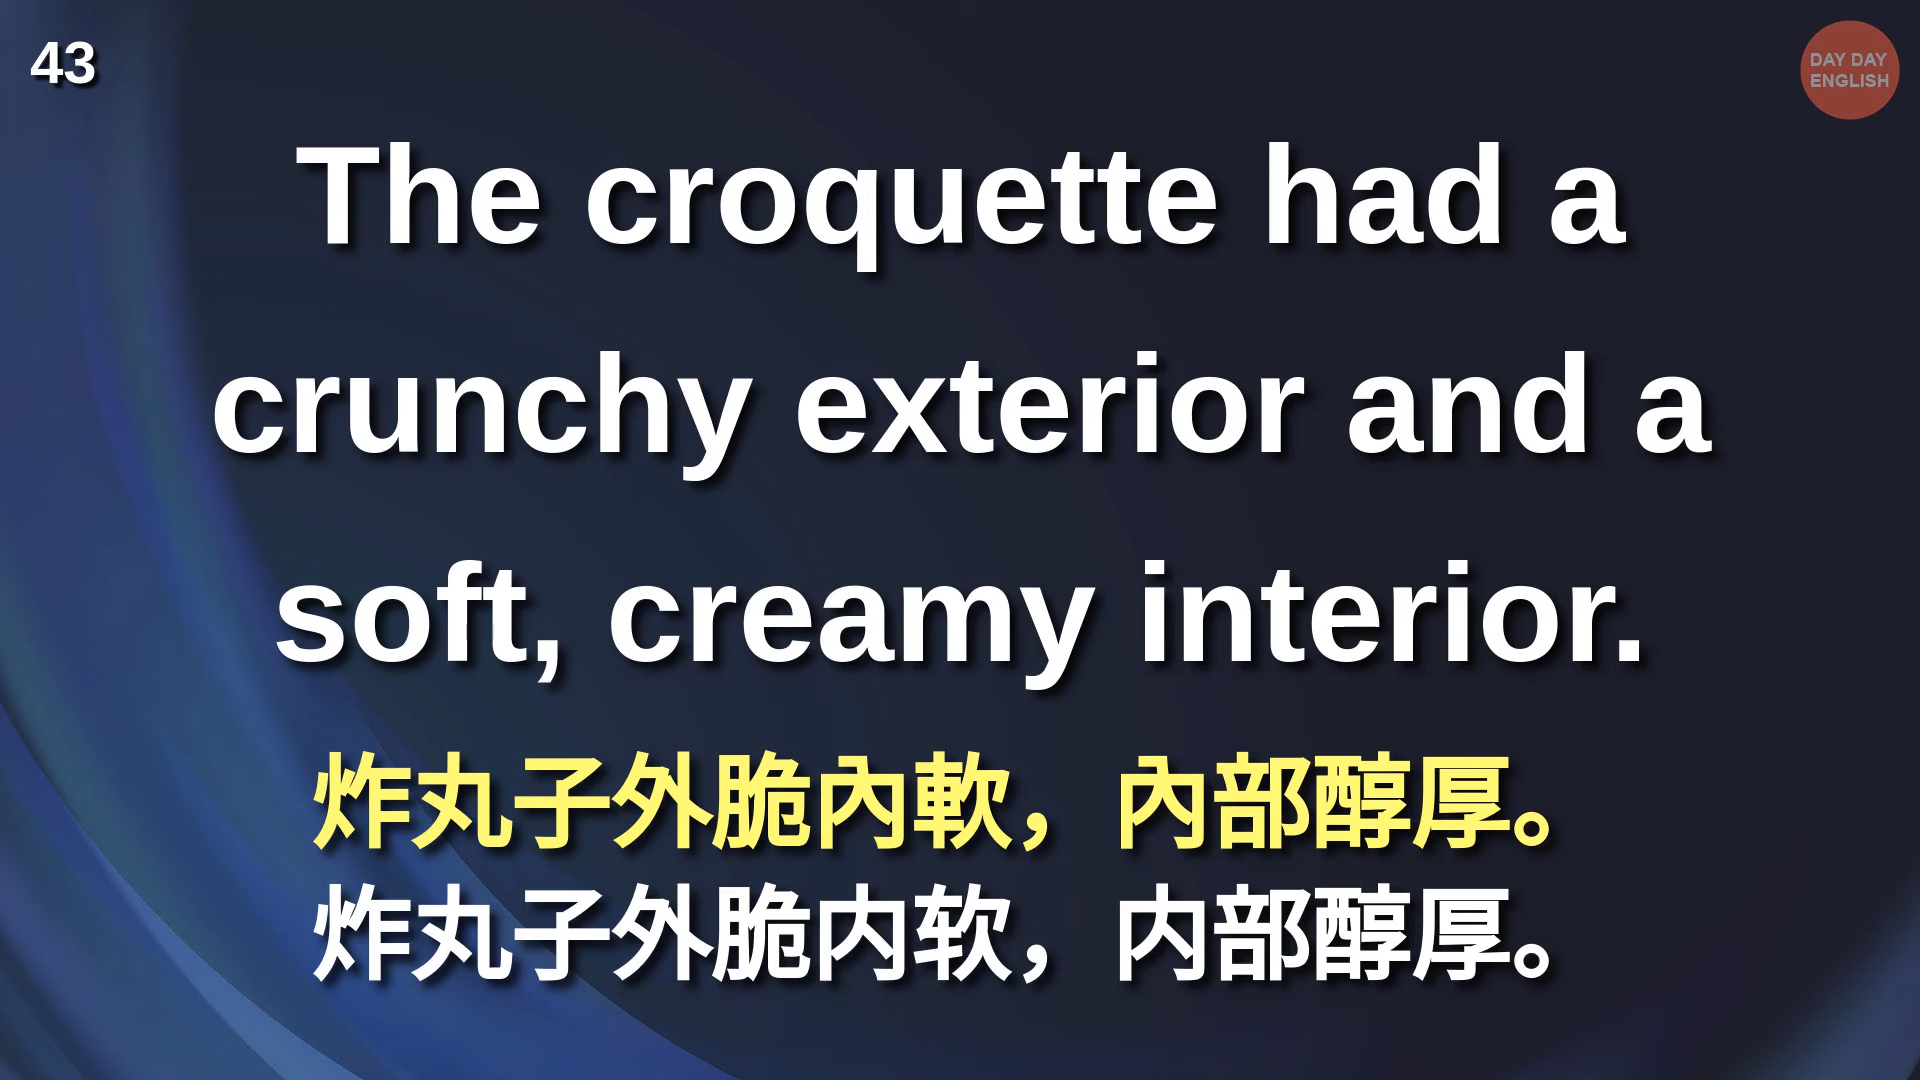 43
DAY DAY
ENGLISH
The croquette had a
crunchy exterior and a
soft, creamy interior.
炸丸子外脆內軟，內部醇厚。
炸丸子外脆内软，内部醇厚。